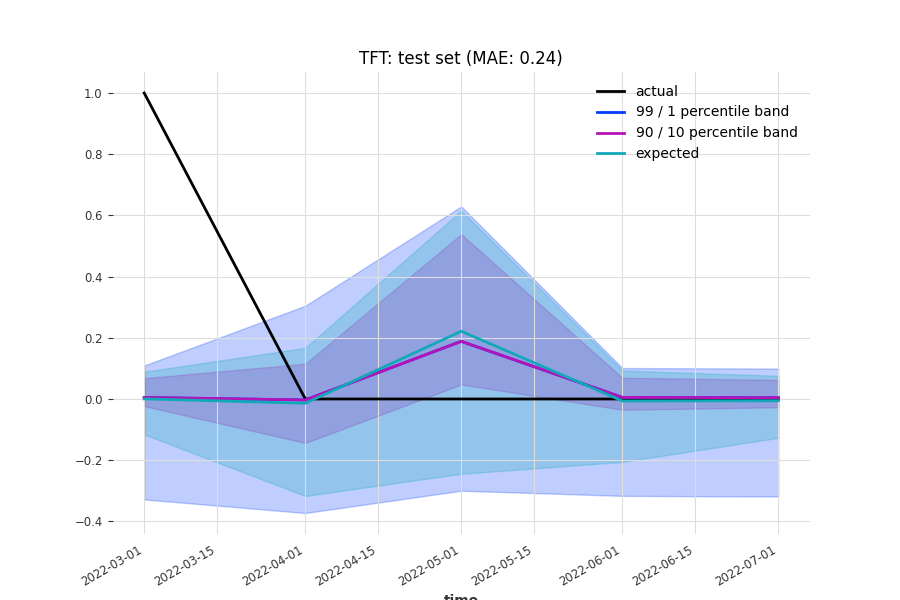 TFT: test set (MAE: 0.24)
actual
99 / 1 percentile band
90 / 10 percentile band
expected
1.0
0.8
0.6
0.4
0.2
0.0
−0.2
−0.4
2022-03-01
2022-03-15
2022-04-01
2022-04-15
2022-05-01
2022-05-15
2022-06-01
2022-06-15
2022-07-01
time